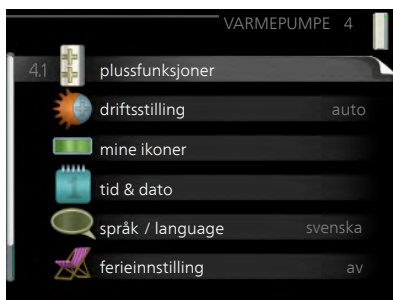 VARMEPUMPE 4
4.1 plussfunksjoner
driftsstilling auto
mine ikoner
tid & dato
språk / language svenska
ferieinnstilling av